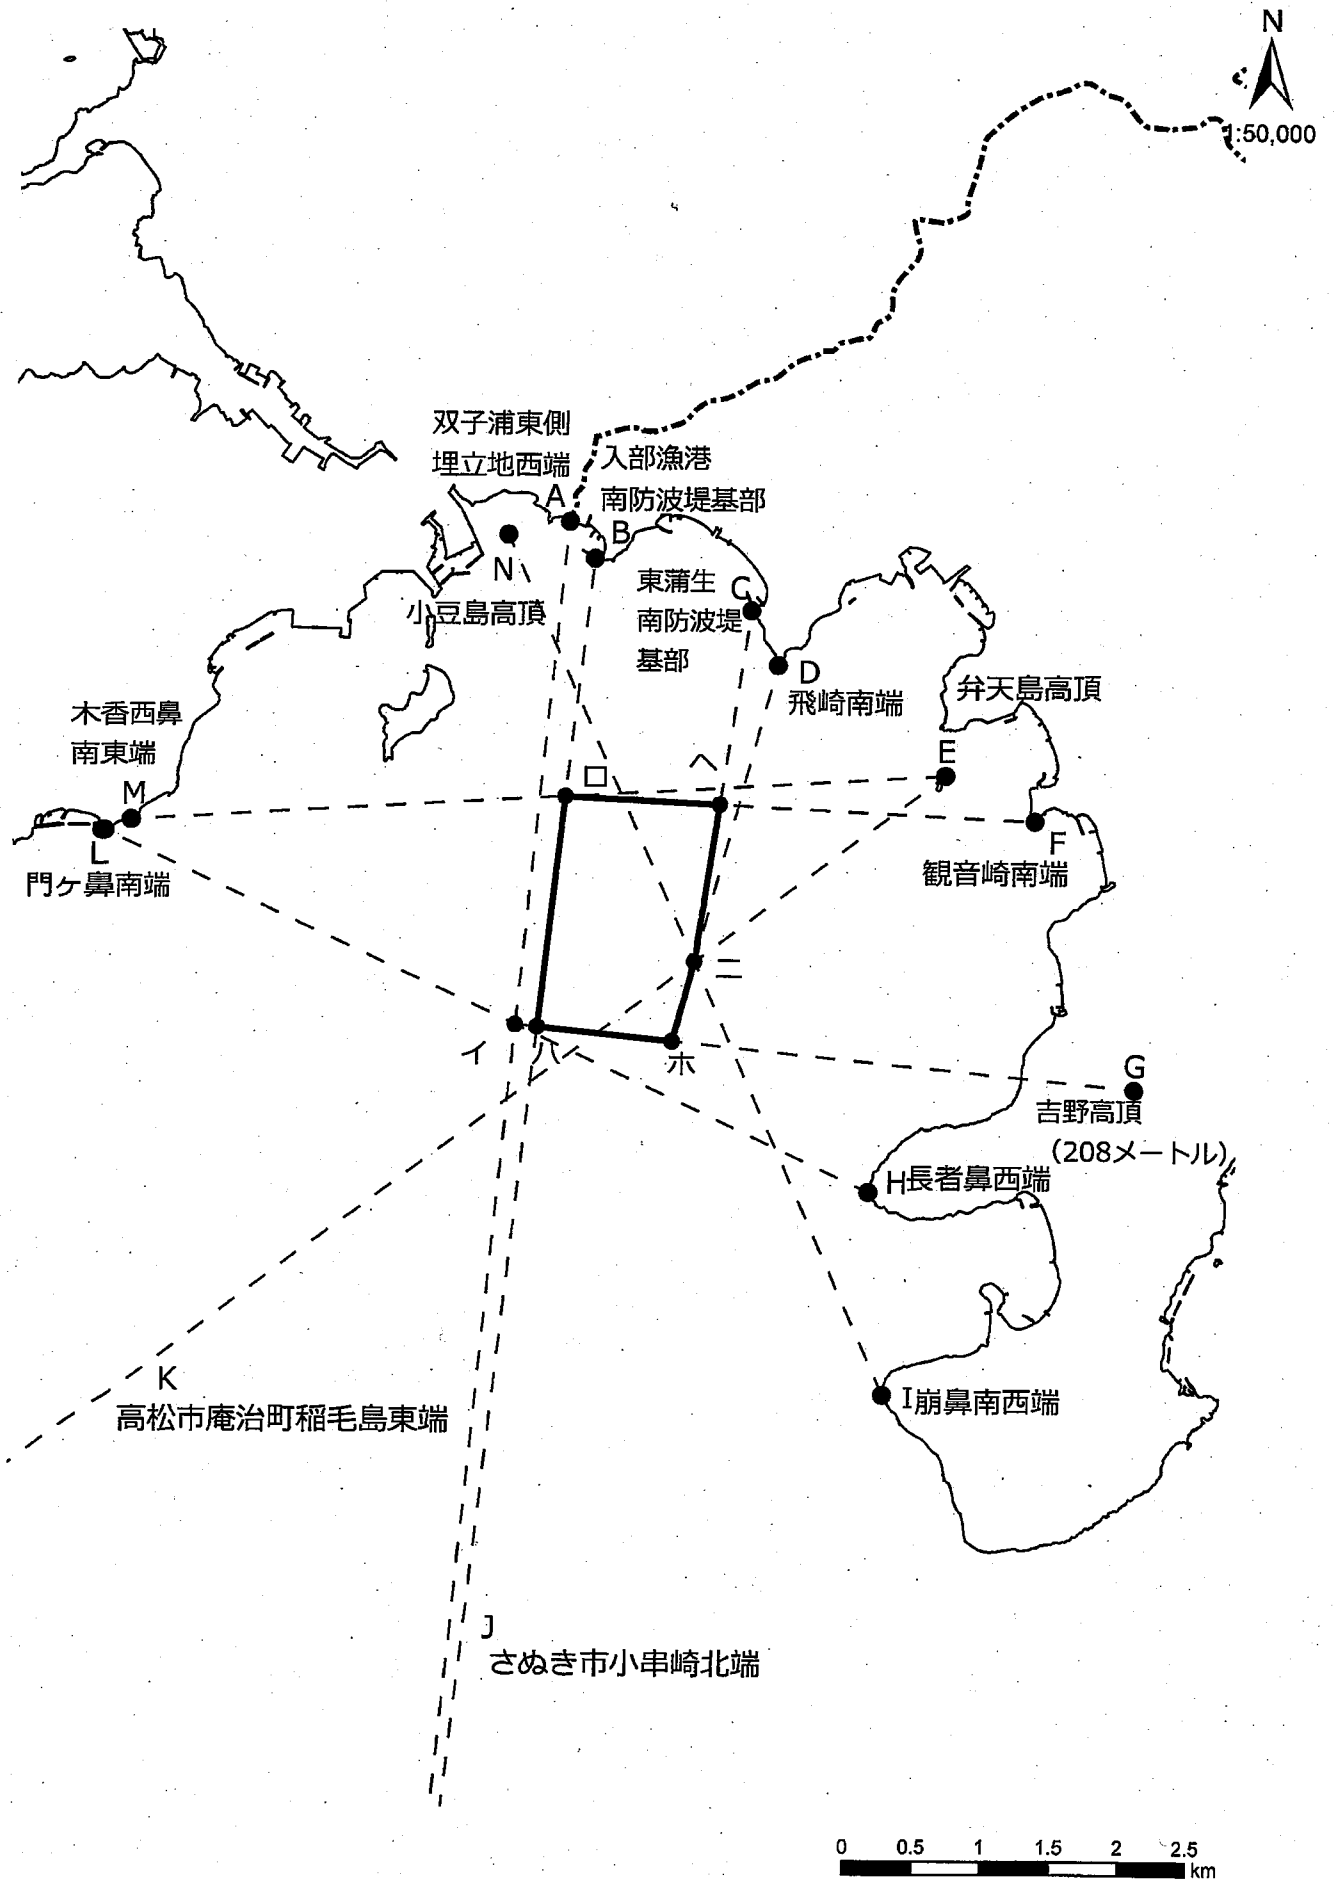 N
1:50,000
双子浦東側
埋立地西端
A
入部漁港
南防波堤基部
B
N
小豆島高頂
東蒲生
南防波堤
基部
C
D
飛崎南端
弁天島高頂
E
木香西鼻
南東端
M
L
門ヶ鼻南端
ロ
ヘ
F
観音崎南端
ニ
イ
ハ
ホ
G
吉野高頂
(208メートル)
H長者鼻西端
I崩鼻南西端
K
高松市庵治町稲毛島東端
J
さぬき市小串崎北端
0 0.5 1 1.5 2 2.5
km